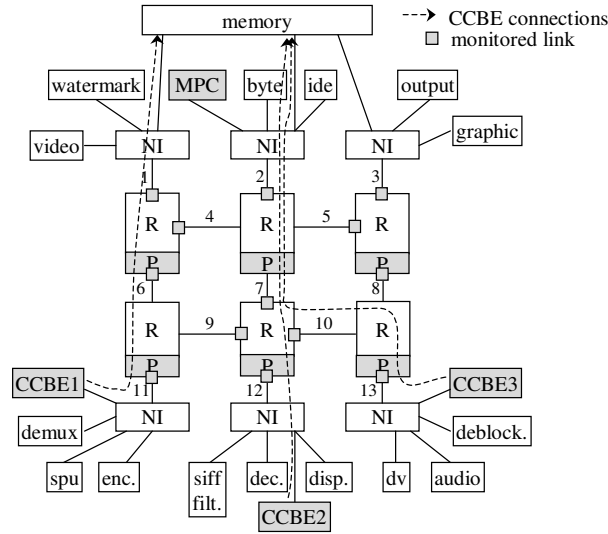 memory
CCBE connections
monitored link
watermark
MPC
byte
ide
output
graphic
video
NI
NI
NI
1
2
3
R
R
R
4
5
P
P
P
6
7
8
R
R
R
9
10
P
P
P
CCBE1
11
12
13
CCBE3
NI
NI
NI
demux
deblock.
spu
enc.
siff
filt.
dec.
disp.
dv
audio
CCBE2